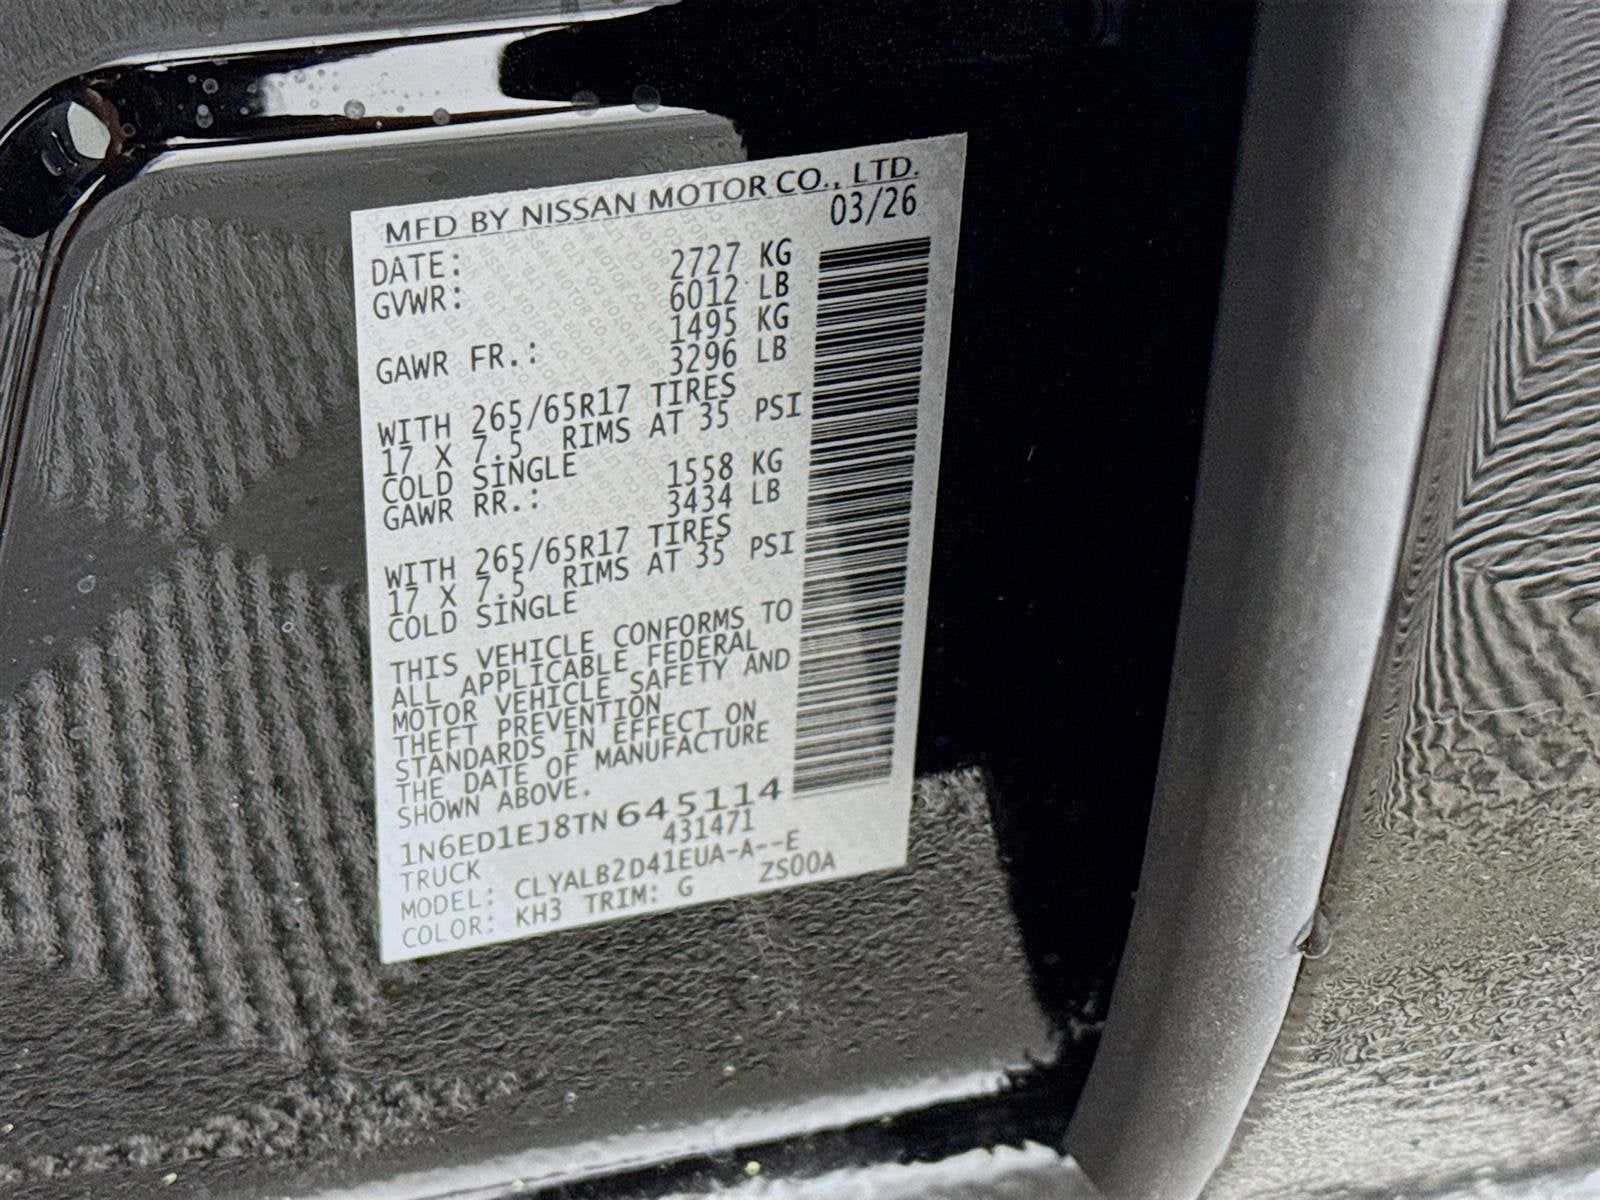 MFD BY NISSAN MOTOR CO., LTD.
DATE: 03/26
GVWR: 2727 KG
6012 LB
GAWR FR.: 1495 KG
3296 LB
WITH 265/65R17 TIRES
17 X 7.5 RIMS AT 35 PSI
COLD SINGLE
GAWR RR.: 1558 KG
3434 LB
WITH 265/65R17 TIRES
17 X 7.5 RIMS AT 35 PSI
COLD SINGLE
THIS VEHICLE CONFORMS TO
ALL APPLICABLE FEDERAL
MOTOR VEHICLE SAFETY AND
THEFT PREVENTION
STANDARDS IN EFFECT ON
THE DATE OF MANUFACTURE
SHOWN ABOVE.
1N6ED1EJ8TN645114
TRUCK 431471
MODEL: CLYALB2D41EUA-A--E
COLOR: KH3 TRIM: G ZS00A